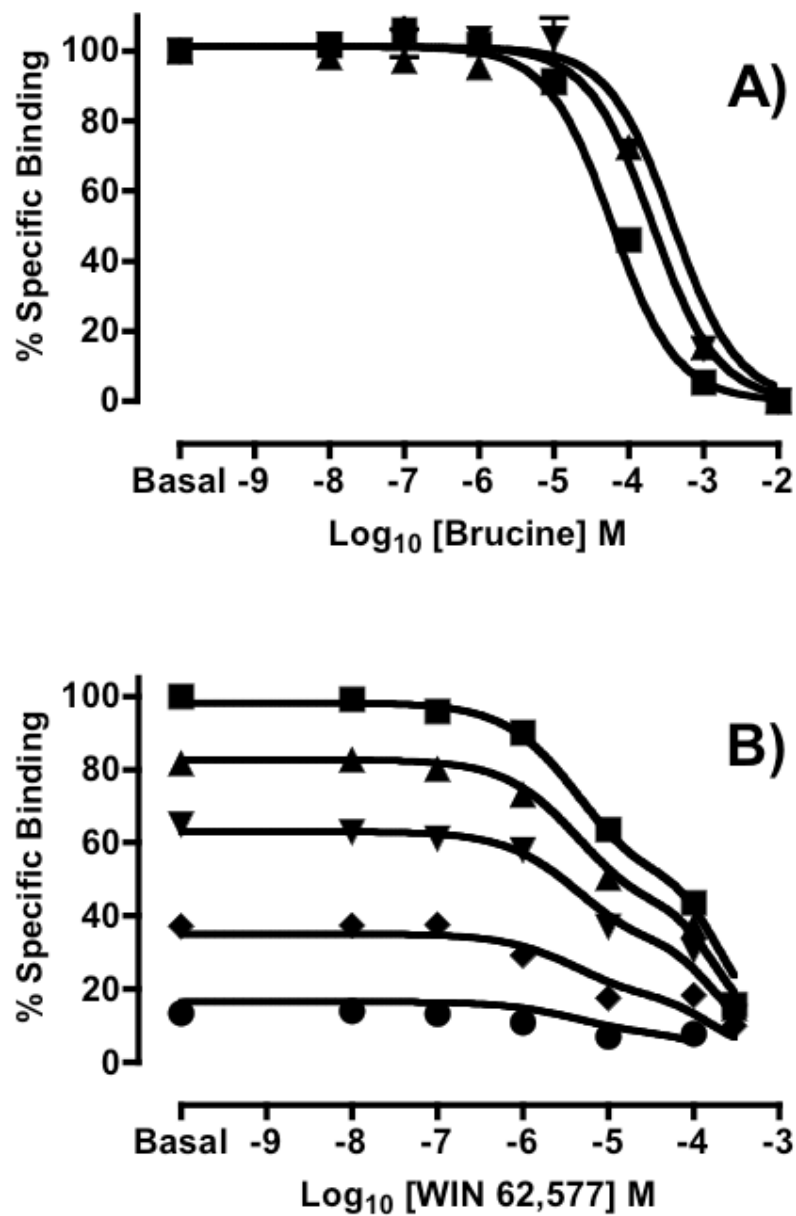 A)
% Specific Binding
100
80
60
40
20
0
Basal -9 -8 -7 -6 -5 -4 -3 -2
Log10 [Brucine] M
B)
% Specific Binding
100
80
60
40
20
0
Basal -9 -8 -7 -6 -5 -4 -3
Log10 [WIN 62,577] M